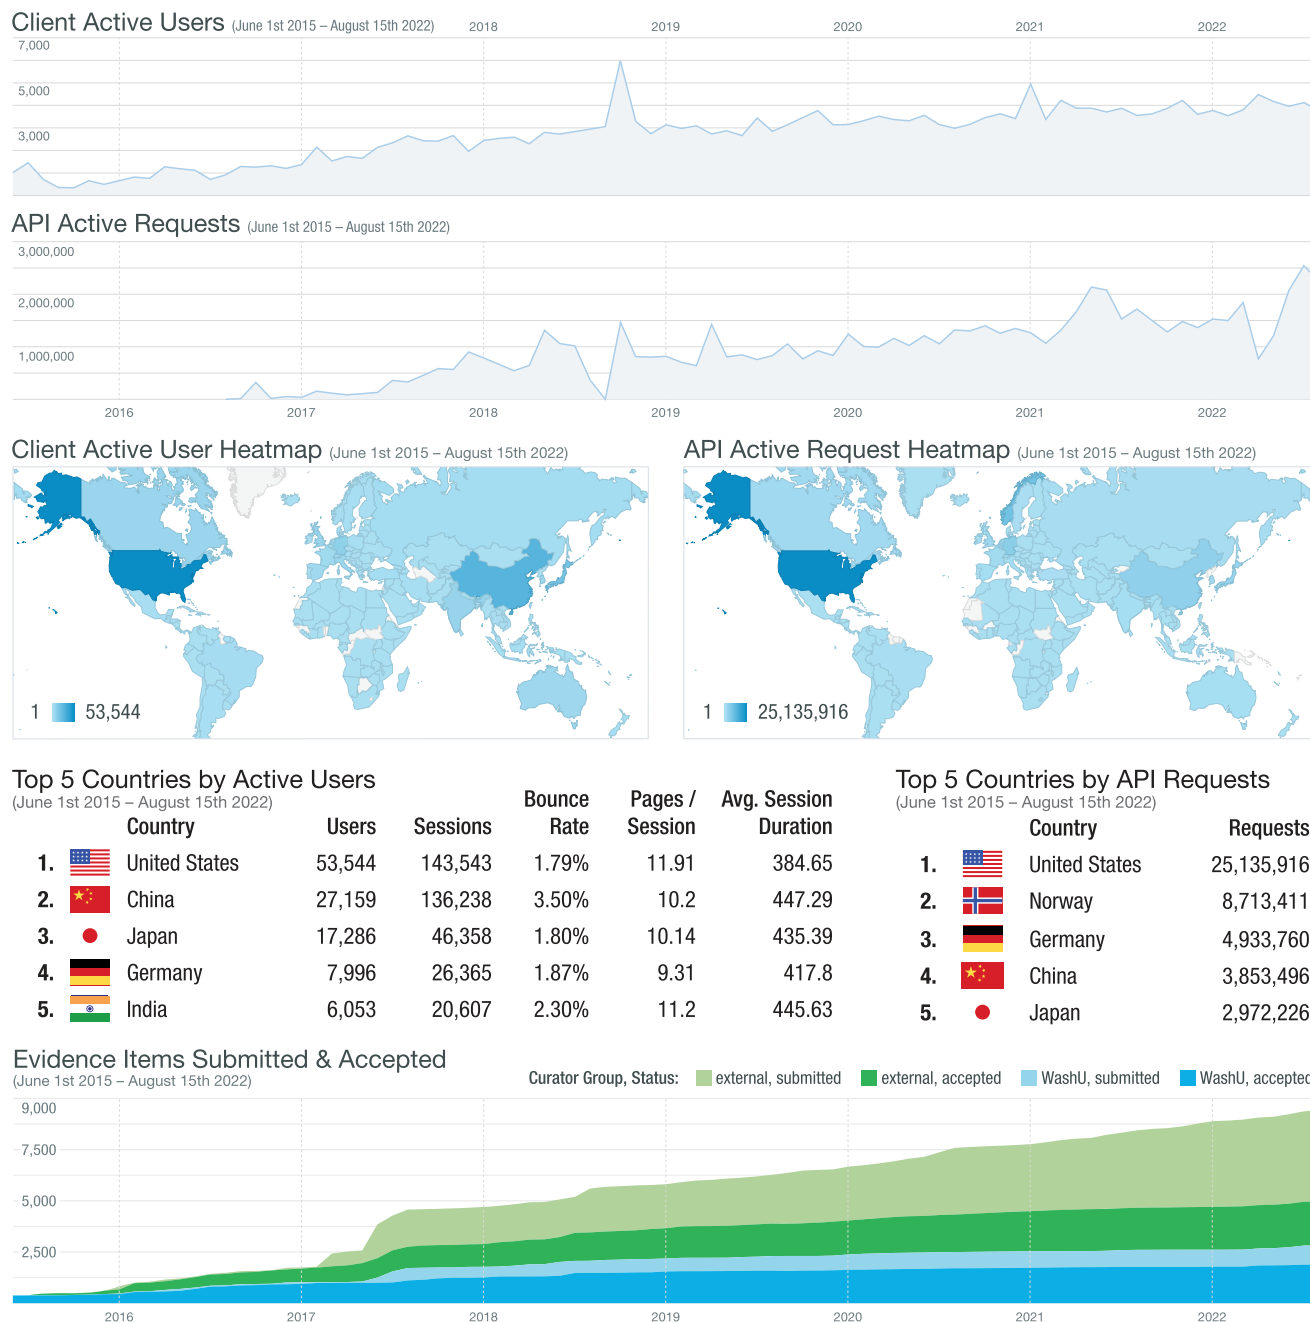 Client Active Users (June 1st 2015 – August 15th 2022)
2018 2019 2020 2021 2022
7,000
5,000
3,000
API Active Requests (June 1st 2015 – August 15th 2022)
3,000,000
2,000,000
1,000,000
2016 2017 2018 2019 2020 2021 2022
Client Active User Heatmap (June 1st 2015 – August 15th 2022)
1 53,544
API Active Request Heatmap (June 1st 2015 – August 15th 2022)
1 25,135,916
Top 5 Countries by Active Users
(June 1st 2015 – August 15th 2022)
Country Users Sessions Bounce Rate Pages / Session Avg. Session Duration
1. United States 53,544 143,543 1.79% 11.91 384.65
2. China 27,159 136,238 3.50% 10.2 447.29
3. Japan 17,286 46,358 1.80% 10.14 435.39
4. Germany 7,996 26,365 1.87% 9.31 417.8
5. India 6,053 20,607 2.30% 11.2 445.63
Top 5 Countries by API Requests
(June 1st 2015 – August 15th 2022)
Country Requests
1. United States 25,135,916
2. Norway 8,713,411
3. Germany 4,933,760
4. China 3,853,496
5. Japan 2,972,226
Evidence Items Submitted & Accepted
(June 1st 2015 – August 15th 2022)
Curator Group, Status: external, submitted external, accepted WashU, submitted WashU, accepted
9,000
7,500
5,000
2,500
2016 2017 2018 2019 2020 2021 2022